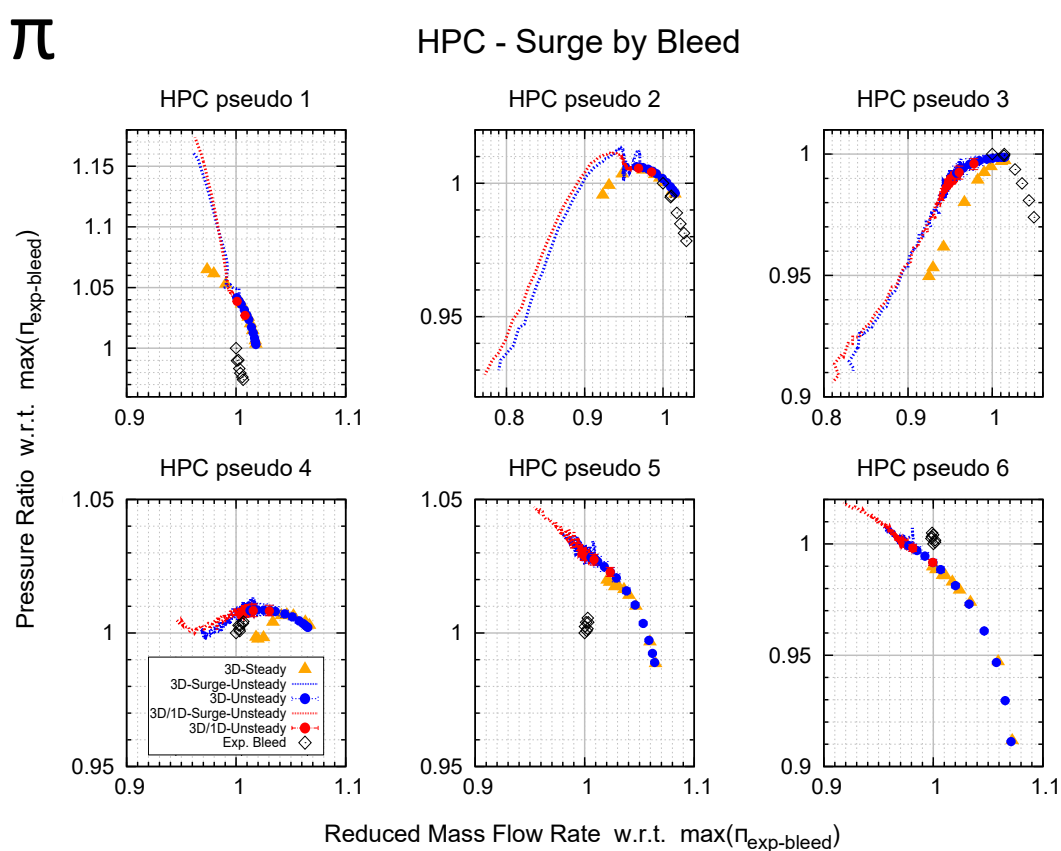 π
HPC - Surge by Bleed
HPC pseudo 1
HPC pseudo 2
HPC pseudo 3
1.15
1.1
1.05
1
0.9
1
1.1
1
0.95
0.8
0.9
1
1
0.95
0.9
0.8
0.9
1
Pressure Ratio w.r.t. max(π_exp-bleed)
HPC pseudo 4
HPC pseudo 5
HPC pseudo 6
1.05
1
0.95
0.9
1
1.1
3D-Steady
3D-Surge-Unsteady
3D-Unsteady
3D/1D-Surge-Unsteady
3D/1D-Unsteady
Exp. Bleed
1.05
1
0.95
0.9
1
1.1
1
0.95
0.9
0.9
1
1.1
Reduced Mass Flow Rate w.r.t. max(π_exp-bleed)